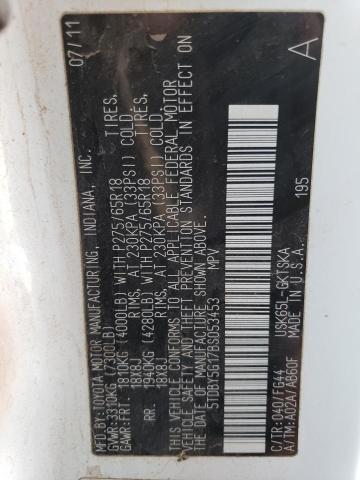 MFD. BY:TOYOTA MOTOR MANUFACTURING, INDIANA, INC. 07/11
GVWR:3310KG(7300LB)
GAWR:FRT. 1810KG (4000LB) WITH P275/65R18 TIRES,
18X8J RIMS, AT 230KPA (33PSI) COLD.
RR. 1940KG (4280LB) WITH P275/65R18 TIRES,
18X8J RIMS, AT 230KPA (33PSI) COLD.
THIS VEHICLE CONFORMS TO ALL APPLICABLE FEDERAL MOTOR
VEHICLE SAFETY AND THEFT PREVENTION STANDARDS IN EFFECT ON
THE DATE OF MANUFACTURE SHOWN ABOVE.
5TDBY5G17BS053453 MPV
A
195
C/TR:040/FG44 USK65L-GKTSKA
A/TM:A02A/AB60F MADE IN U.S.A.